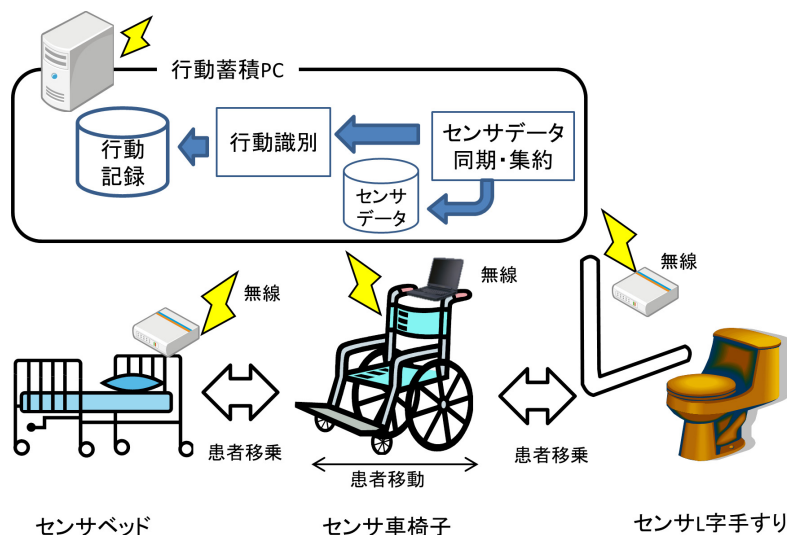 行動蓄積PC
行動
記録
行動識別
センサデータ
同期・集約
センサ
データ
無線
無線
無線
患者移乗
患者移動
患者移乗
センサベッド
センサ車椅子
センサL字手すり